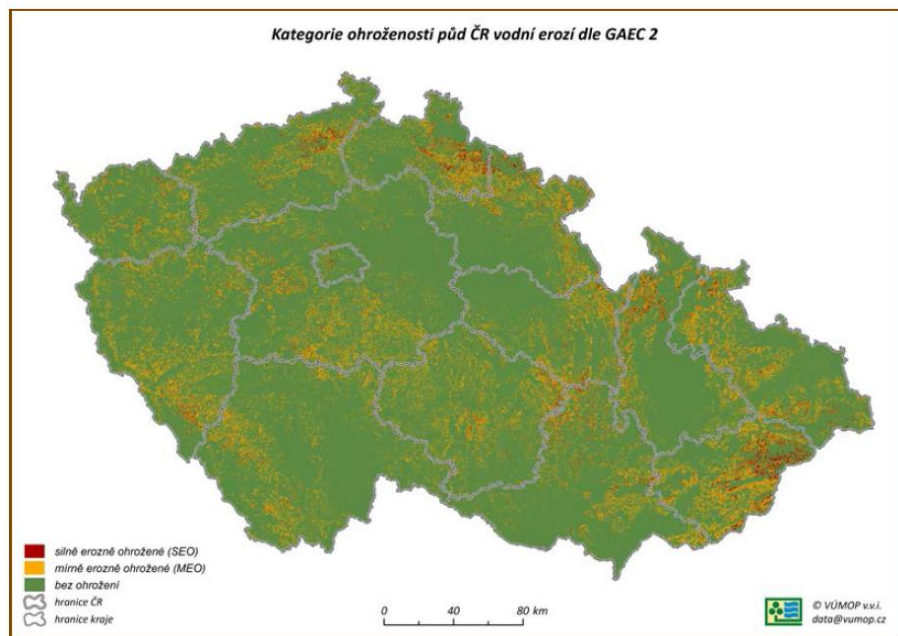 Kategorie ohroženosti půd ČR vodní erozí dle GAEC 2
silně erozně ohrožené (SEO)
mírně erozně ohrožené (MEO)
bez ohrožení
hranice ČR
hranice kraje
0 40 80 km
© VÚMOP v.v.i.
data@vumop.cz